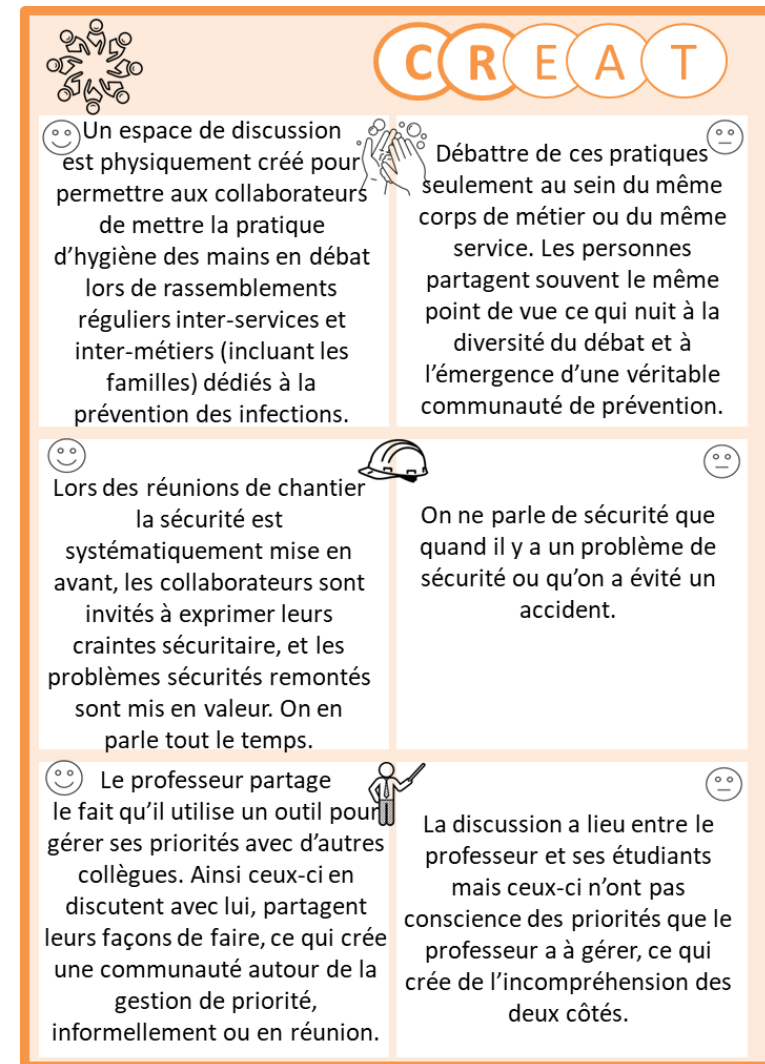 CREAT
Un espace de discussion
est physiquement créé pour
permettre aux collaborateurs
de mettre la pratique
d’hygiène des mains en débat
lors de rassemblements
réguliers inter-services et
inter-métiers (incluant les
familles) dédiés à la
prévention des infections.
Débattre de ces pratiques
seulement au sein du même
corps de métier ou du même
service. Les personnes
partagent souvent le même
point de vue ce qui nuit à la
diversité du débat et à
l’émergence d’une véritable
communauté de prévention.
Lors des réunions de chantier
la sécurité est
systématiquement mise en
avant, les collaborateurs sont
invités à exprimer leurs
craintes sécuritaire, et les
problèmes sécurités remontés
sont mis en valeur. On en
parle tout le temps.
On ne parle de sécurité que
quand il y a un problème de
sécurité ou qu’on a évité un
accident.
Le professeur partage
le fait qu’il utilise un outil pour
gérer ses priorités avec d’autres
collègues. Ainsi ceux-ci en
discutent avec lui, partagent
leurs façons de faire, ce qui crée
une communauté autour de la
gestion de priorité,
informellement ou en réunion.
La discussion a lieu entre le
professeur et ses étudiants
mais ceux-ci n’ont pas
conscience des priorités que le
professeur a à gérer, ce qui
crée de l’incompréhension des
deux côtés.